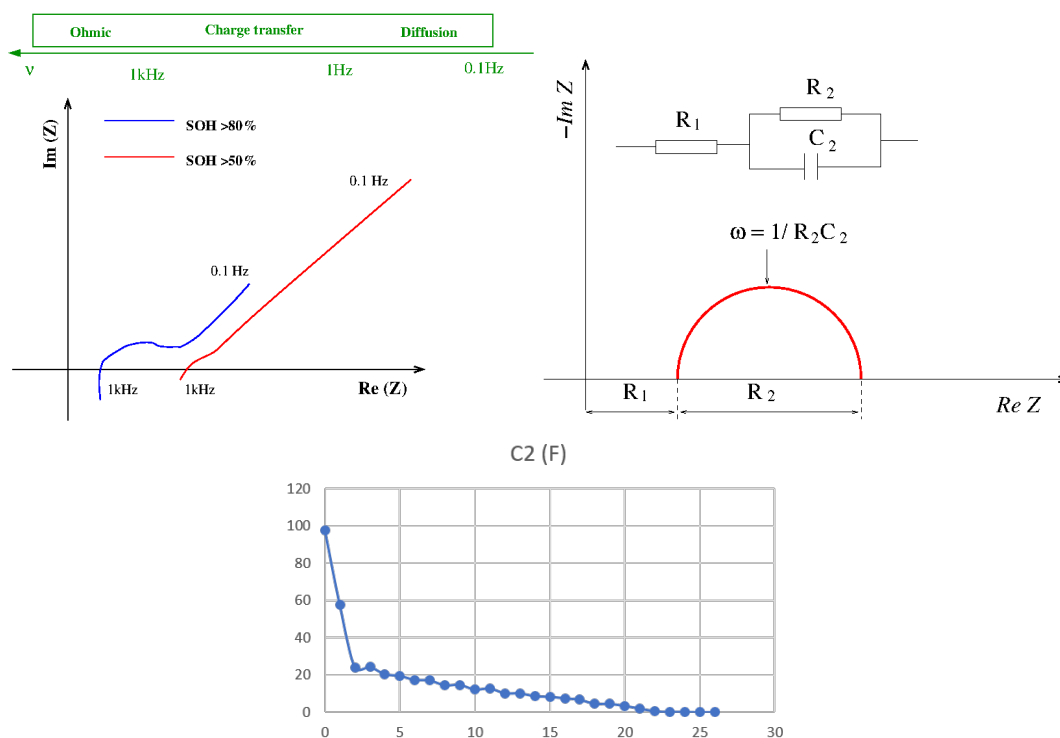 Ohmic Charge transfer Diffusion
ν 1kHz 1Hz 0.1Hz
Im (Z)
SOH >80%
SOH >50%
0.1 Hz
0.1 Hz
1kHz 1kHz
Re (Z)
−Im Z
R1
R2
C2
ω = 1/ R2C2
R1 R2
Re Z
C2 (F)
120
100
80
60
40
20
0
0 5 10 15 20 25 30